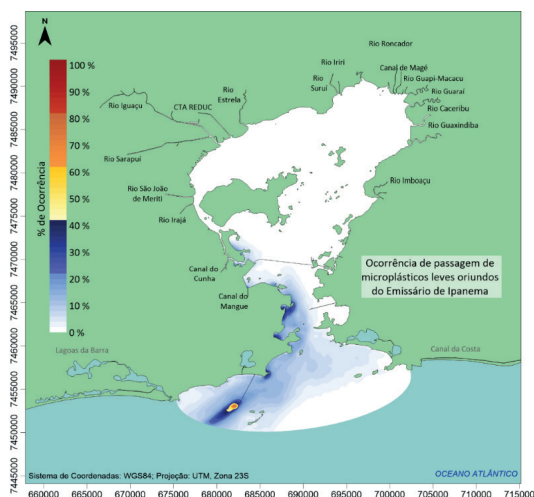 N
7495000
7490000
7485000
7480000
7475000
7470000
7465000
7460000
7455000
7450000
7445000
100 %
90 %
80 %
70 %
60 %
50 %
40 %
30 %
20 %
10 %
0 %
% de Ocorrência
Rio Roncador
Rio Iriri
Canal de Magé
Rio
Suruí
Rio Guapi-Macacu
Rio
Estrela
Rio Guaraí
Rio Iguaçu
CTA REDUC
Rio Caceribu
Rio Guaxindiba
Rio Sarapuí
Rio Imboaçu
Rio São João
de Meriti
Rio Irajá
Canal do
Cunha
Canal do
Mangue
Ocorrência de passagem de
microplásticos leves oriundos
do Emissário de Ipanema
Lagoas da Barra
Canal da Costa
Sistema de Coordenadas: WGS84; Projeção: UTM, Zona 23S
OCEANO ATLÂNTICO
660000 665000 670000 675000 680000 685000 690000 695000 700000 705000 710000 715000